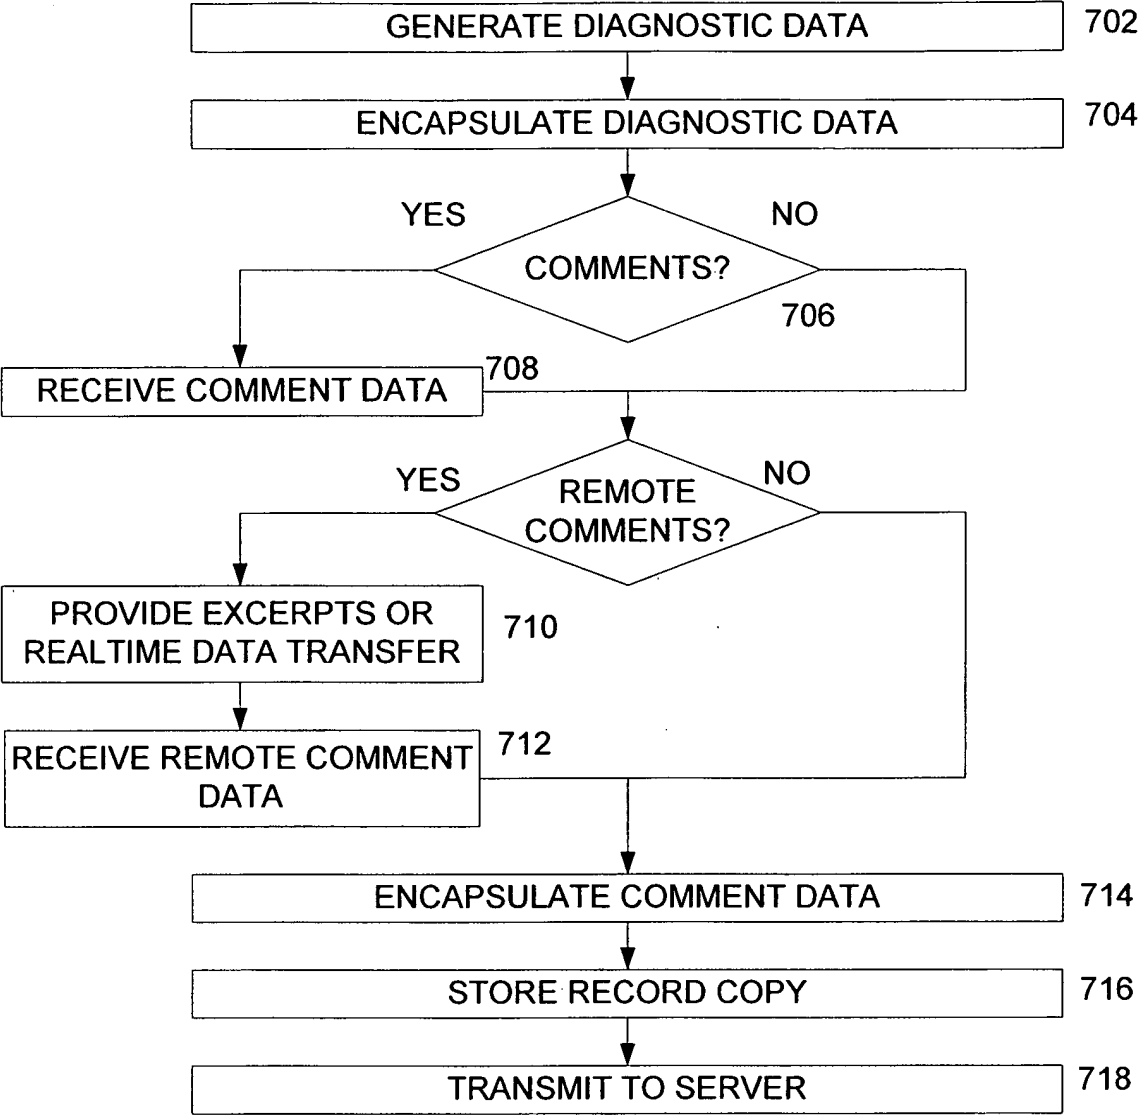 GENERATE DIAGNOSTIC DATA 702
ENCAPSULATE DIAGNOSTIC DATA 704
YES NO
COMMENTS?
706
RECEIVE COMMENT DATA 708
YES NO
REMOTE
COMMENTS?
PROVIDE EXCERPTS OR
REALTIME DATA TRANSFER
710
RECEIVE REMOTE COMMENT
DATA
712
ENCAPSULATE COMMENT DATA 714
STORE RECORD COPY 716
TRANSMIT TO SERVER 718